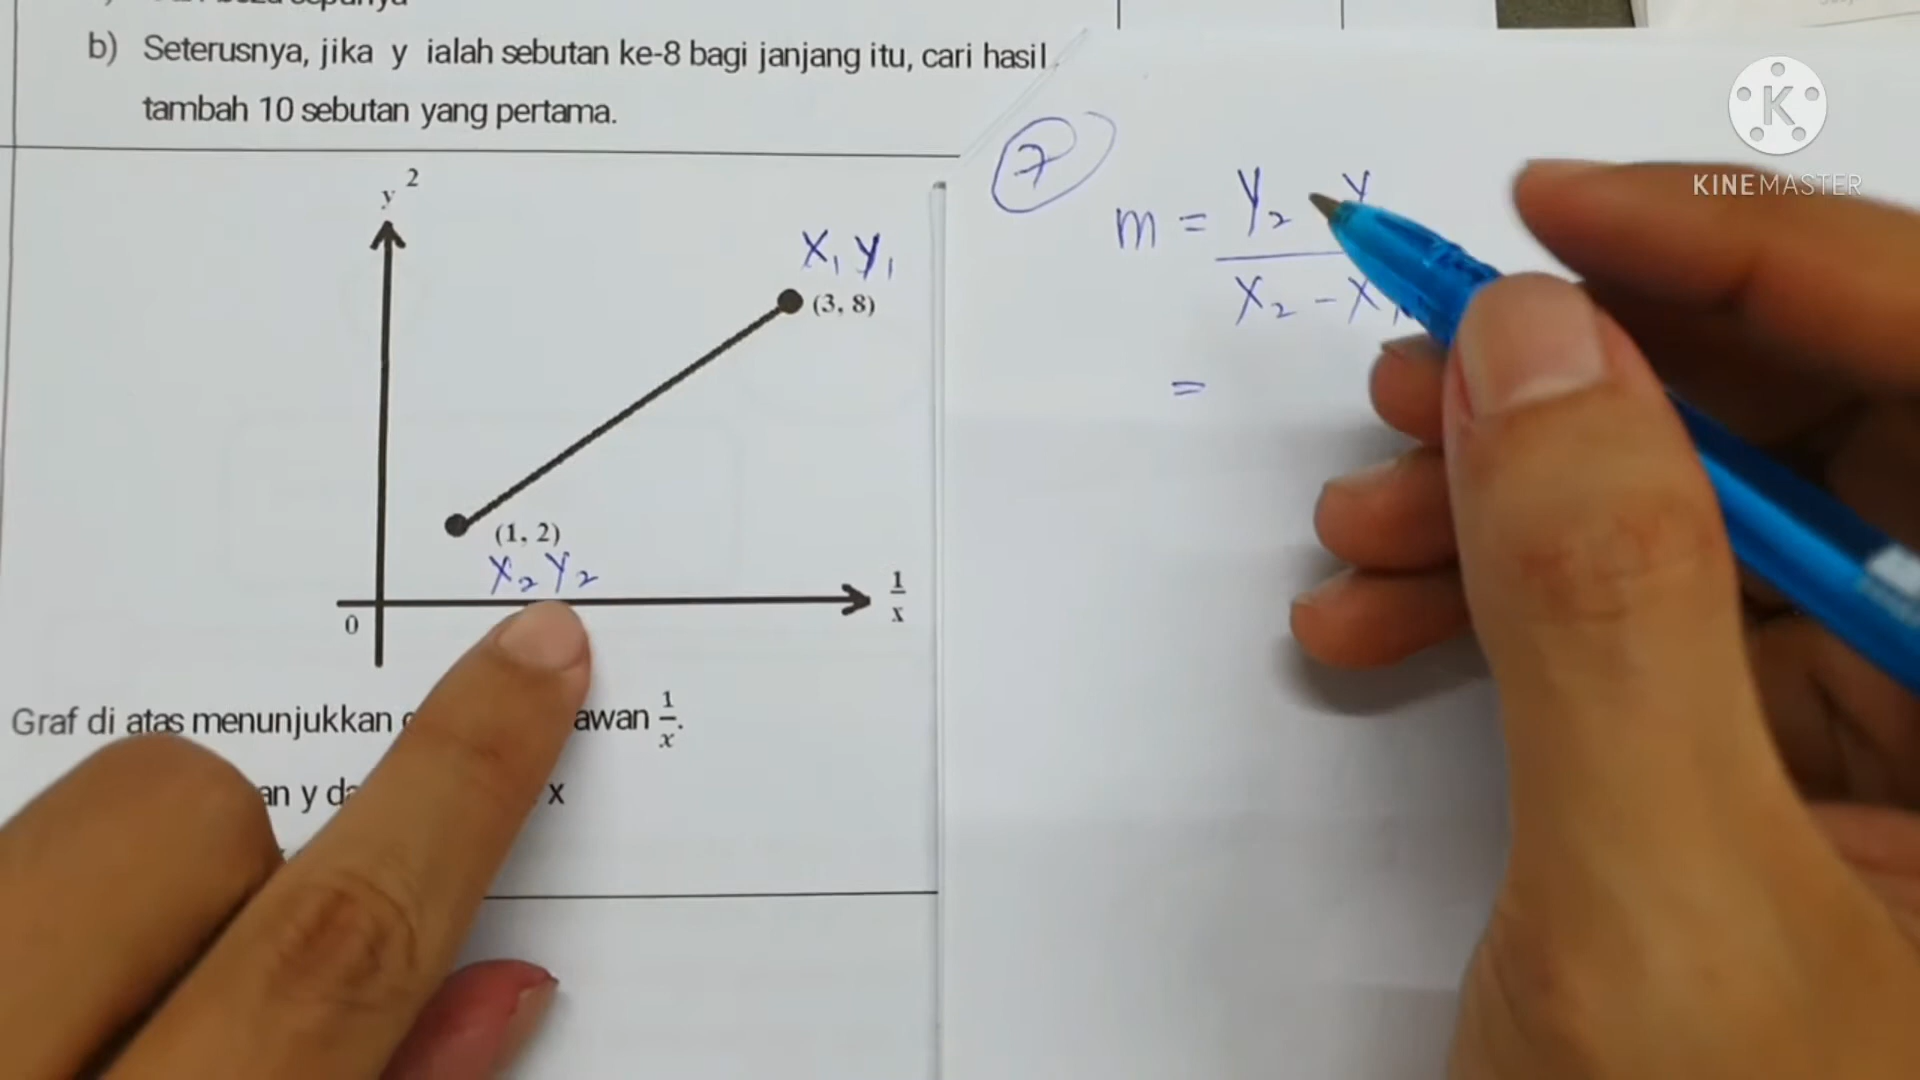 b) Seterusnya, jika y ialah sebutan ke-8 bagi janjang itu, cari hasil
tambah 10 sebutan yang pertama.
KINEMASTER
7
y 2
X₁ Y₁
(3, 8)
m = Y₂ - Y
X₂ - X₁
=
(1, 2)
X₂ Y₂
0
1
x
Graf di atas menunjukkan awan 1/x.
an y da x